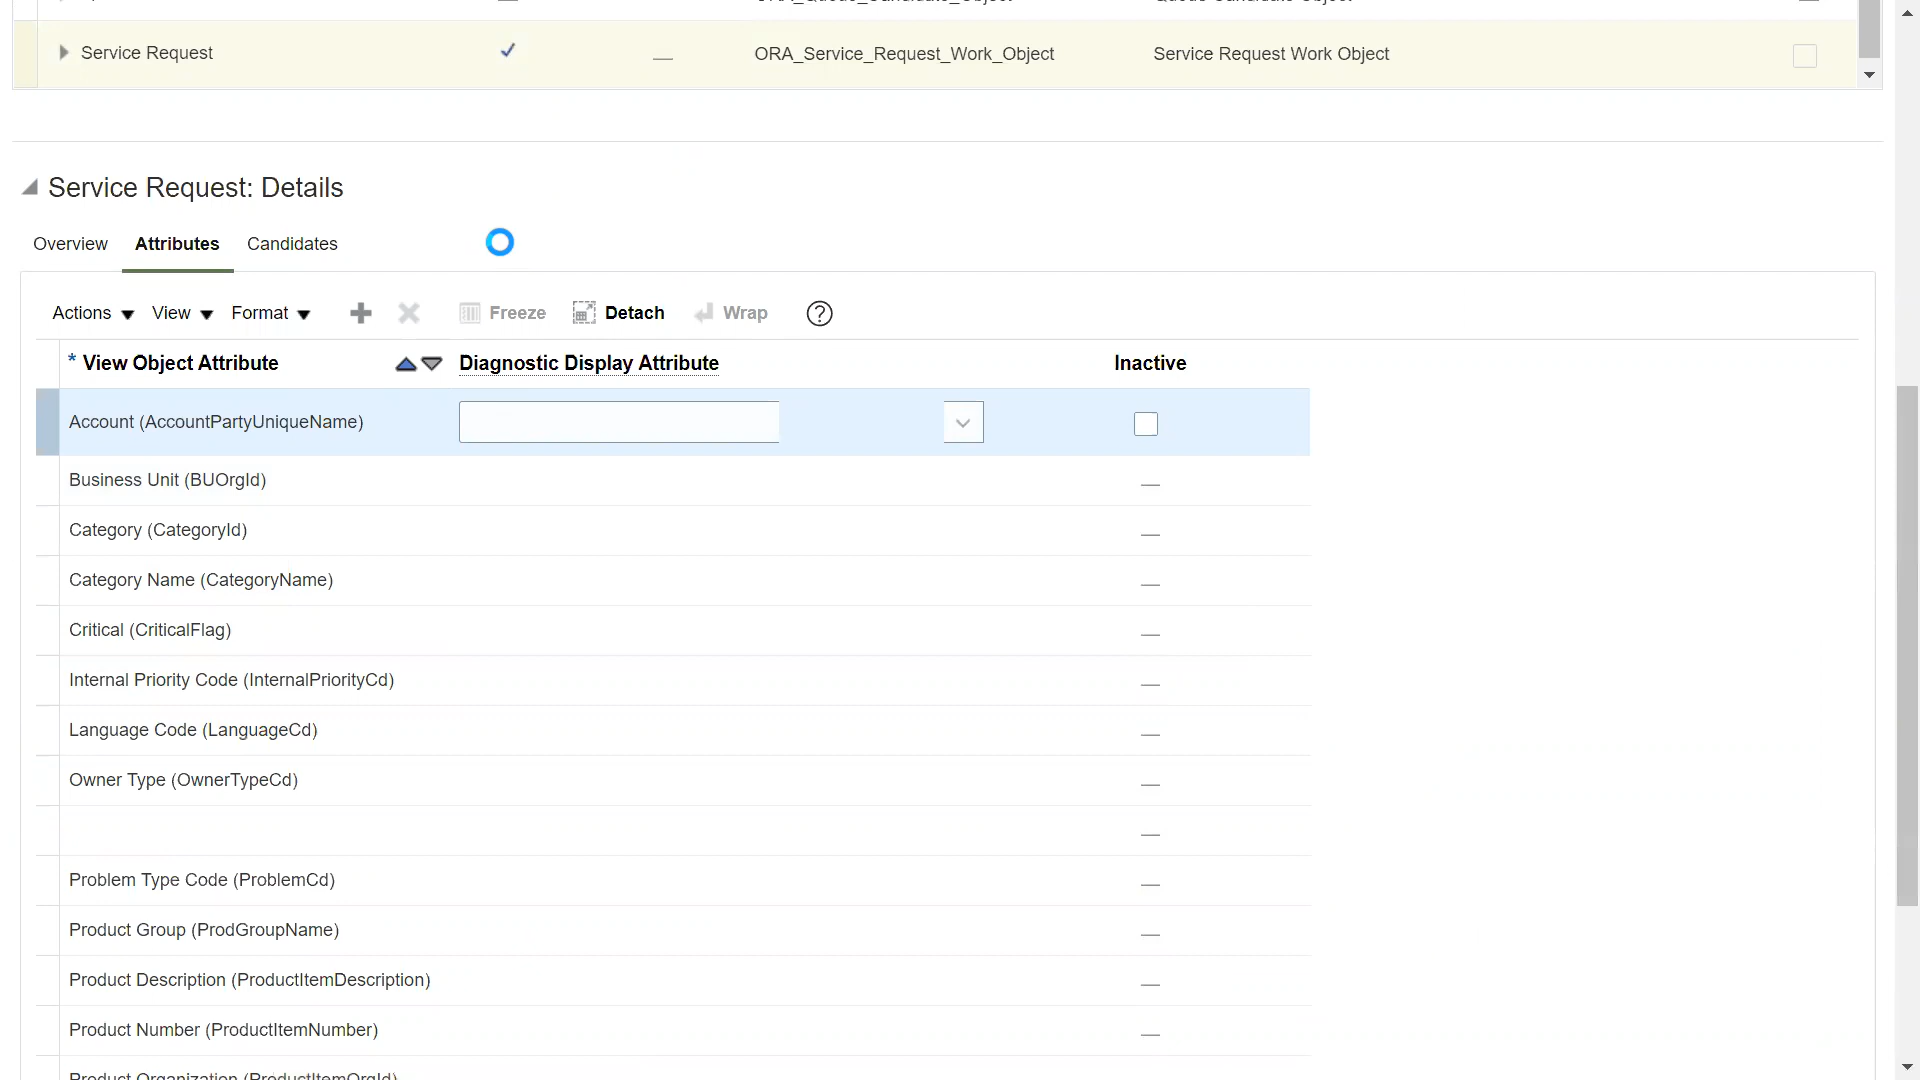 Service Request ORA_Service_Request_Work_Object Service Request Work Object
Service Request: Details
Overview Attributes Candidates
Actions View Format Freeze Detach Wrap ?
* View Object Attribute Diagnostic Display Attribute Inactive
Account (AccountPartyUniqueName)
Business Unit (BUOrgId)
Category (CategoryId)
Category Name (CategoryName)
Critical (CriticalFlag)
Internal Priority Code (InternalPriorityCd)
Language Code (LanguageCd)
Owner Type (OwnerTypeCd)
Problem Type Code (ProblemCd)
Product Group (ProdGroupName)
Product Description (ProductItemDescription)
Product Number (ProductItemNumber)
Product Organization (ProductItemOrgId)